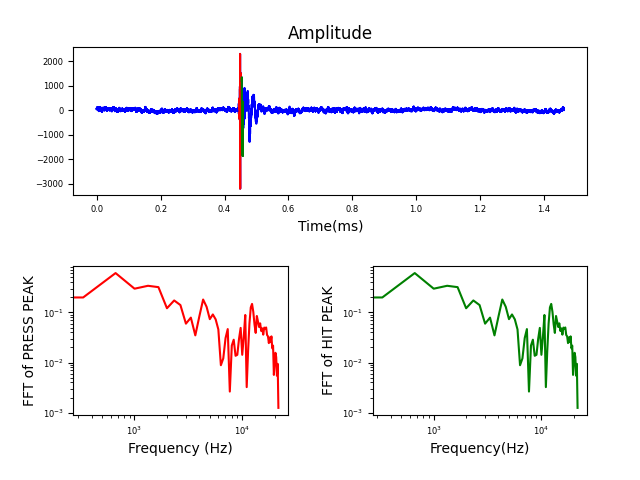 Amplitude
2000
1000
0
−1000
−2000
−3000
0.0 0.2 0.4 0.6 0.8 1.0 1.2 1.4
Time(ms)
FFT of PRESS PEAK
10⁻¹
10⁻²
10⁻³
10³ 10⁴
Frequency (Hz)
FFT of HIT PEAK
10⁻¹
10⁻²
10⁻³
10³ 10⁴
Frequency(Hz)